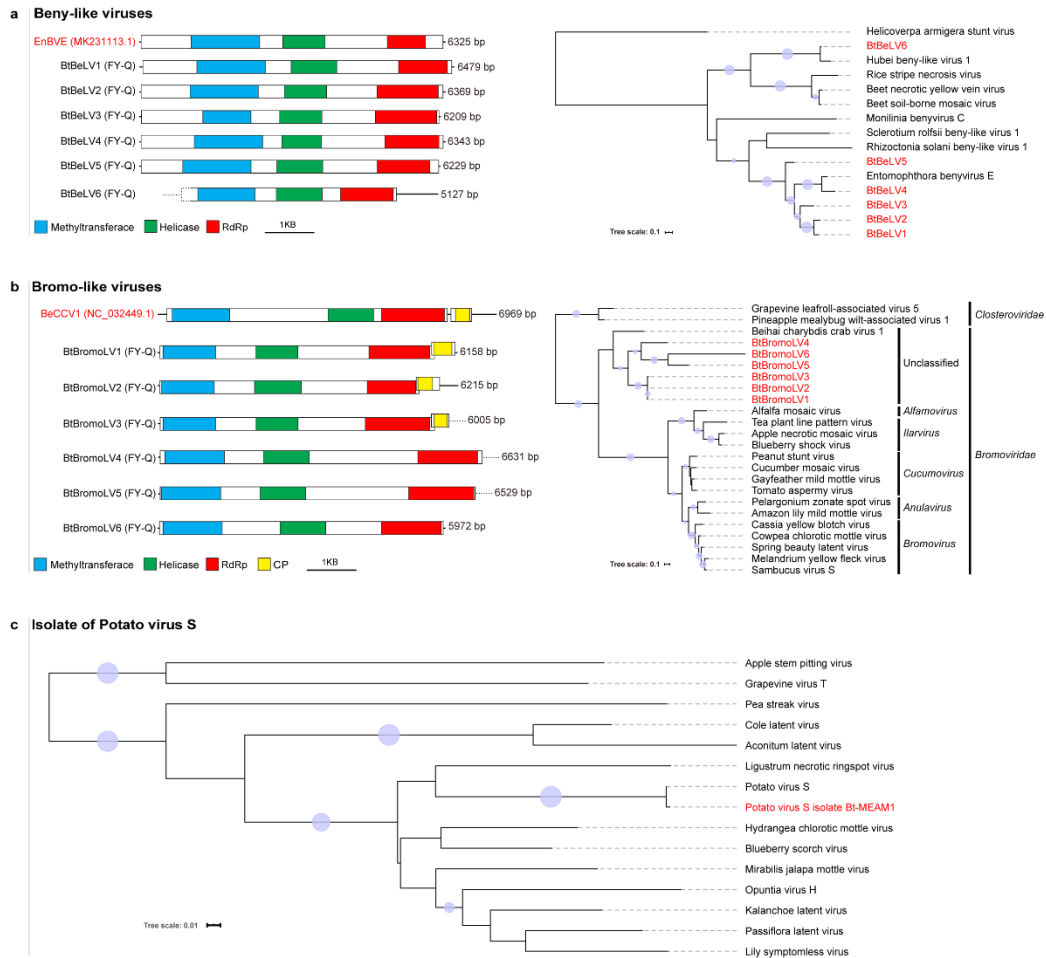 a Beny-like viruses
EnBVE (MK231113.1) 6325 bp
BtBeLV1 (FY-Q) 6479 bp
BtBeLV2 (FY-Q) 6369 bp
BtBeLV3 (FY-Q) 6209 bp
BtBeLV4 (FY-Q) 6343 bp
BtBeLV5 (FY-Q) 6229 bp
BtBeLV6 (FY-Q) 5127 bp
Methyltransferace Helicase RdRp 1KB
Helicoverpa armigera stunt virus
BtBeLV6
Hubei beny-like virus 1
Rice stripe necrosis virus
Beet necrotic yellow vein virus
Beet soil-borne mosaic virus
Monilinia benyvirus C
Sclerotium rolfsii beny-like virus 1
Rhizoctonia solani beny-like virus 1
BtBeLV5
Entomophthora benyvirus E
BtBeLV4
BtBeLV3
BtBeLV2
BtBeLV1
Tree scale: 0.1
b Bromo-like viruses
BeCCV1 (NC_032449.1) 6969 bp
BtBromoLV1 (FY-Q) 6158 bp
BtBromoLV2 (FY-Q) 6215 bp
BtBromoLV3 (FY-Q) 6005 bp
BtBromoLV4 (FY-Q) 6631 bp
BtBromoLV5 (FY-Q) 6529 bp
BtBromoLV6 (FY-Q) 5972 bp
Methyltransferace Helicase RdRp CP 1KB
Grapevine leafroll-associated virus 5
Pineapple mealybug wilt-associated virus 1
Closteroviridae
Beihai charybdis crab virus 1
BtBromoLV4
BtBromoLV6
BtBromoLV5
BtBromoLV3
BtBromoLV2
BtBromoLV1
Unclassified
Alfalfa mosaic virus
Alfamovirus
Tea plant line pattern virus
Apple necrotic mosaic virus
Blueberry shock virus
Ilarvirus
Peanut stunt virus
Cucumber mosaic virus
Gayfeather mild mottle virus
Tomato aspermy virus
Cucumovirus
Pelargonium zonate spot virus
Amazon lily mild mottle virus
Anulavirus
Cassia yellow blotch virus
Cowpea chlorotic mottle virus
Spring beauty latent virus
Melandrium yellow fleck virus
Sambucus virus S
Bromovirus
Bromoviridae
Tree scale: 0.1
c Isolate of Potato virus S
Apple stem pitting virus
Grapevine virus T
Pea streak virus
Cole latent virus
Aconitum latent virus
Ligustrum necrotic ringspot virus
Potato virus S
Potato virus S isolate Bt-MEAM1
Hydrangea chlorotic mottle virus
Blueberry scorch virus
Mirabilis jalapa mottle virus
Opuntia virus H
Kalanchoe latent virus
Passiflora latent virus
Lily symptomless virus
Tree scale: 0.01